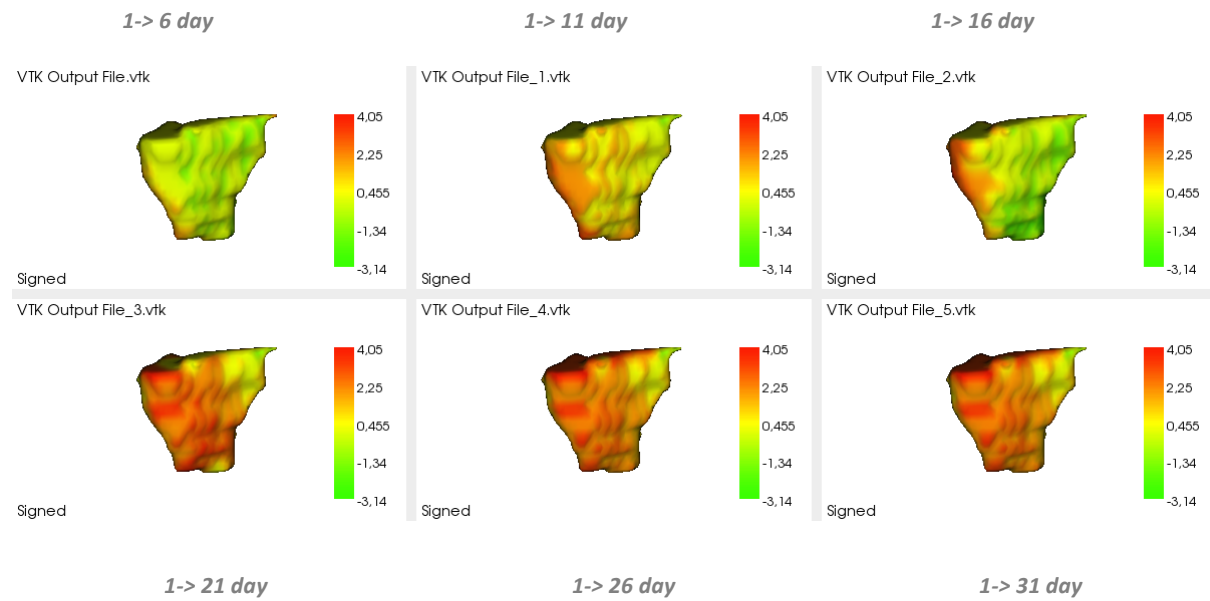 1-> 6 day
1-> 11 day
1-> 16 day
VTK Output File.vtk
4,05
2,25
0,455
-1,34
-3,14
Signed
VTK Output File_1.vtk
4,05
2,25
0,455
-1,34
-3,14
Signed
VTK Output File_2.vtk
4,05
2,25
0,455
-1,34
-3,14
Signed
VTK Output File_3.vtk
4,05
2,25
0,455
-1,34
-3,14
Signed
VTK Output File_4.vtk
4,05
2,25
0,455
-1,34
-3,14
Signed
VTK Output File_5.vtk
4,05
2,25
0,455
-1,34
-3,14
Signed
1-> 21 day
1-> 26 day
1-> 31 day